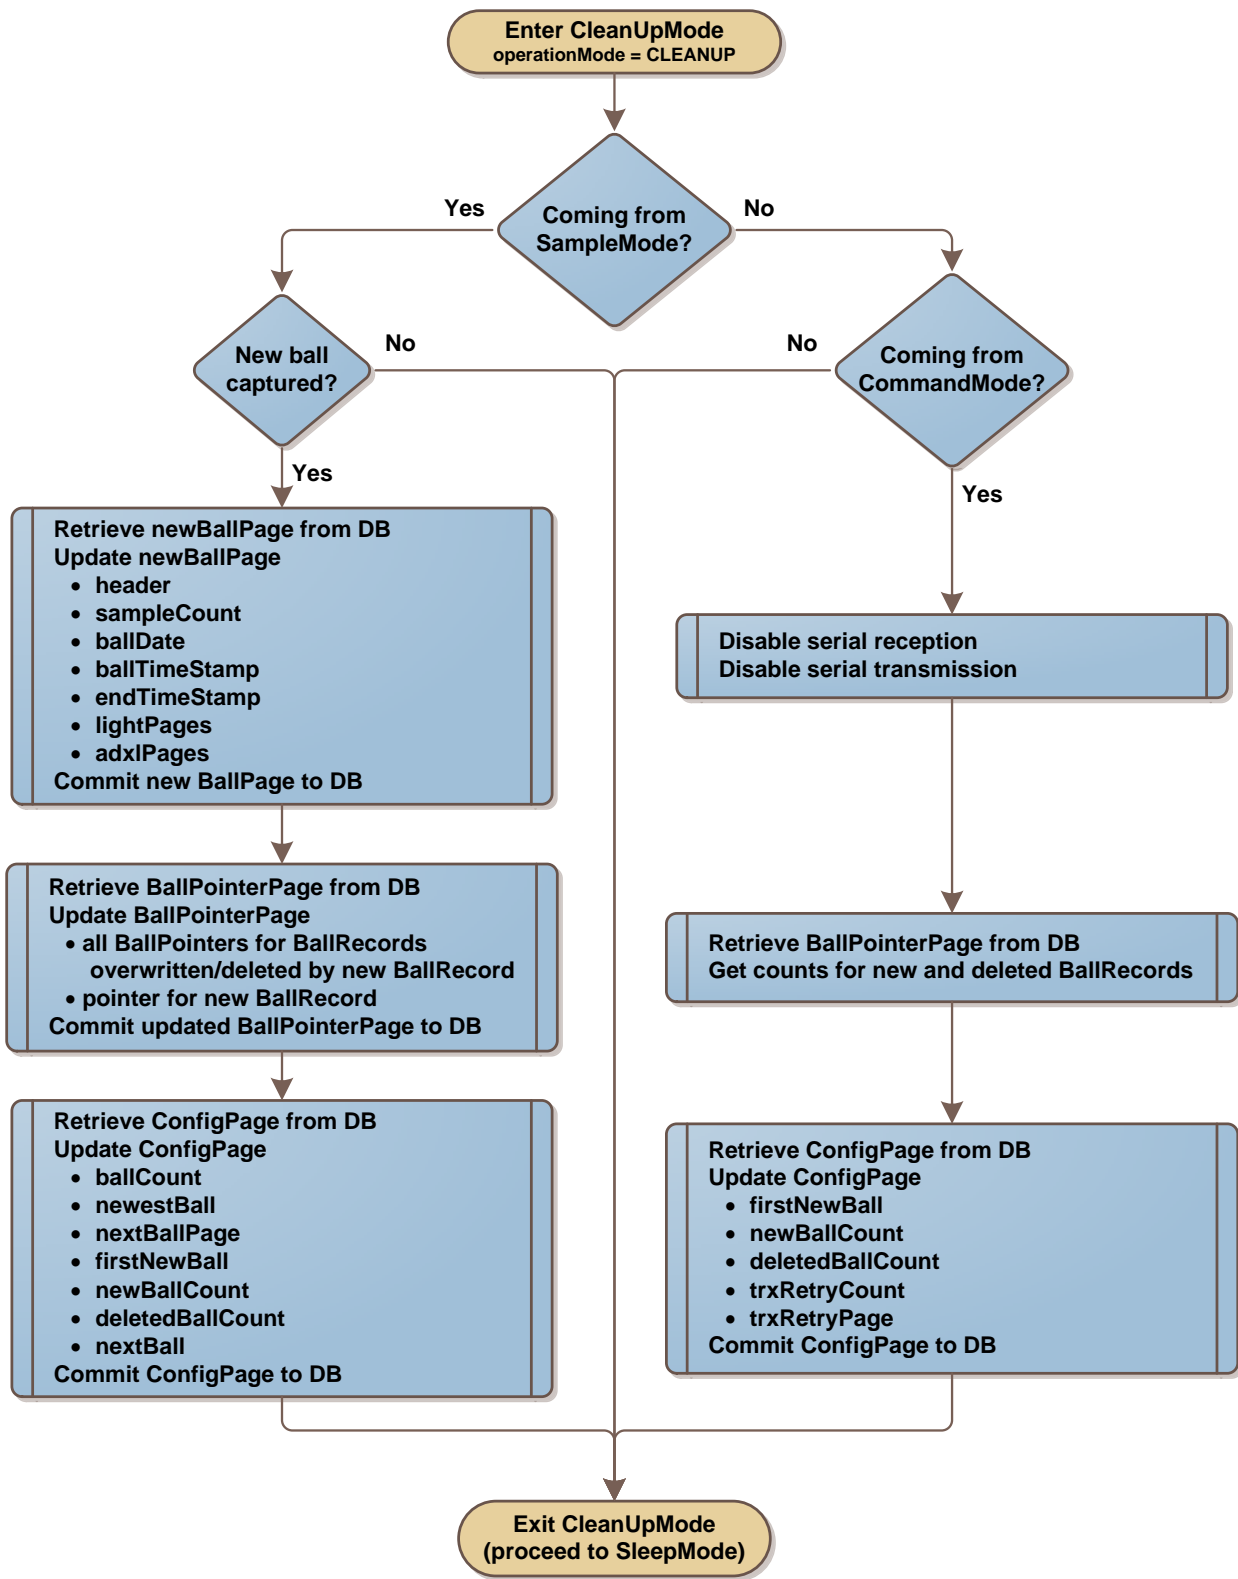 Enter CleanUpMode
operationMode = CLEANUP
Coming from
SampleMode?
Yes
No
New ball
captured?
No
Yes
Coming from
CommandMode?
No
Yes
Retrieve newBallPage from DB
Update newBallPage
• header
• sampleCount
• ballDate
• ballTimeStamp
• endTimeStamp
• lightPages
• adxlPages
Commit new BallPage to DB
Retrieve BallPointerPage from DB
Update BallPointerPage
• all BallPointers for BallRecords
overwritten/deleted by new BallRecord
• pointer for new BallRecord
Commit updated BallPointerPage to DB
Retrieve ConfigPage from DB
Update ConfigPage
• ballCount
• newestBall
• nextBallPage
• firstNewBall
• newBallCount
• deletedBallCount
• nextBall
Commit ConfigPage to DB
Disable serial reception
Disable serial transmission
Retrieve BallPointerPage from DB
Get counts for new and deleted BallRecords
Retrieve ConfigPage from DB
Update ConfigPage
• firstNewBall
• newBallCount
• deletedBallCount
• trxRetryCount
• trxRetryPage
Commit ConfigPage to DB
Exit CleanUpMode
(proceed to SleepMode)